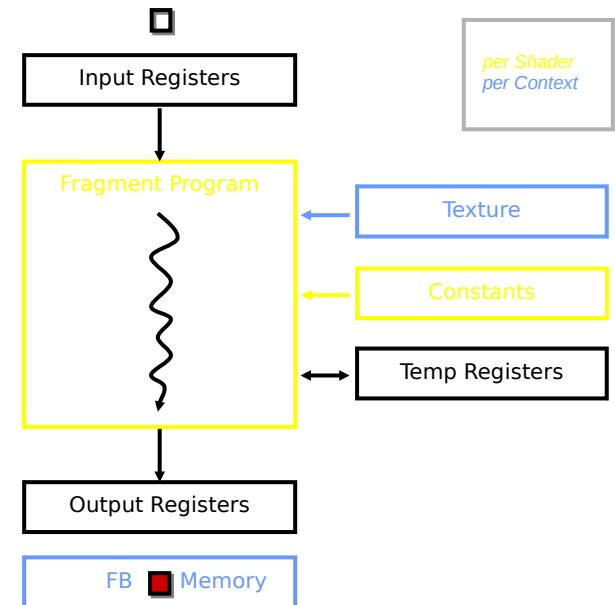 Input Registers
per Shader
per Context
Fragment Program
Texture
Constants
Temp Registers
Output Registers
FB Memory